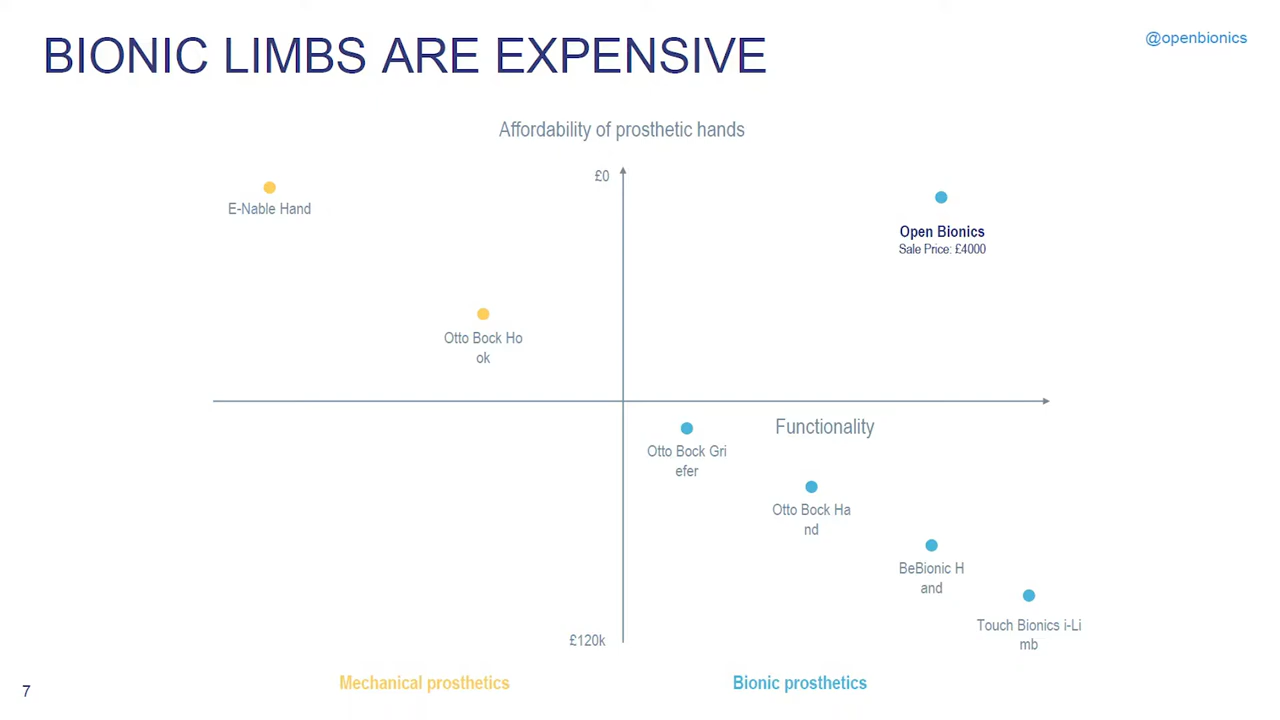 BIONIC LIMBS ARE EXPENSIVE
@openbionics
Affordability of prosthetic hands
£0
E-Nable Hand
Open Bionics
Sale Price: £4000
Otto Bock Ho
ok
Functionality
Otto Bock Gri
efer
Otto Bock Ha
nd
BeBionic H
and
Touch Bionics i-Li
mb
£120k
Mechanical prosthetics
Bionic prosthetics
7